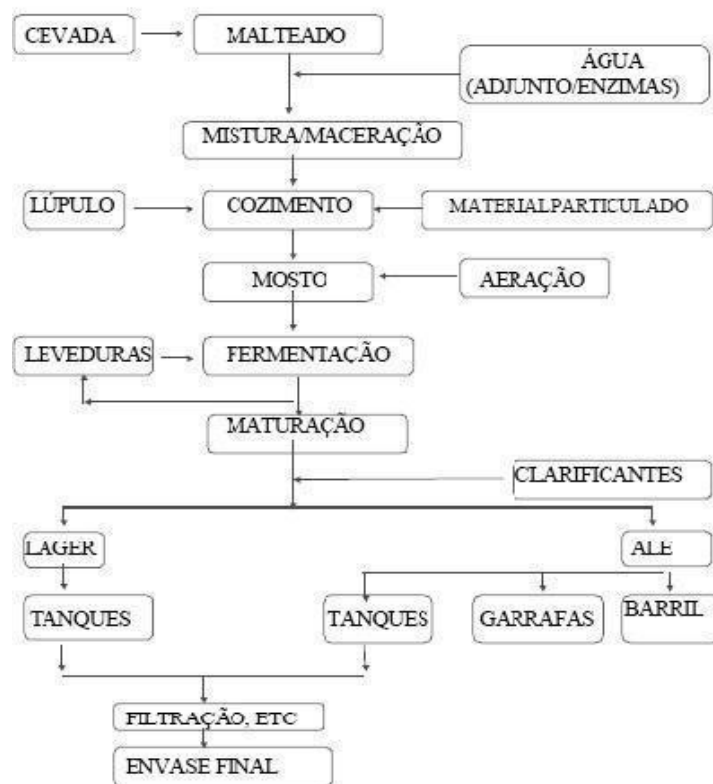 CEVADA
MALTEADO
ÁGUA
(ADJUNTO/ENZIMAS)
MISTURA/MACERAÇÃO
LÚPULO
COZIMENTO
MATERIALPARTICULADO
MOSTO
AERAÇÃO
LEVEDURAS
FERMENTAÇÃO
MATURAÇÃO
CLARIFICANTES
LAGER
ALE
TANQUES
TANQUES
GARRAFAS
BARRIL
FILTRAÇÃO, ETC
ENVASE FINAL